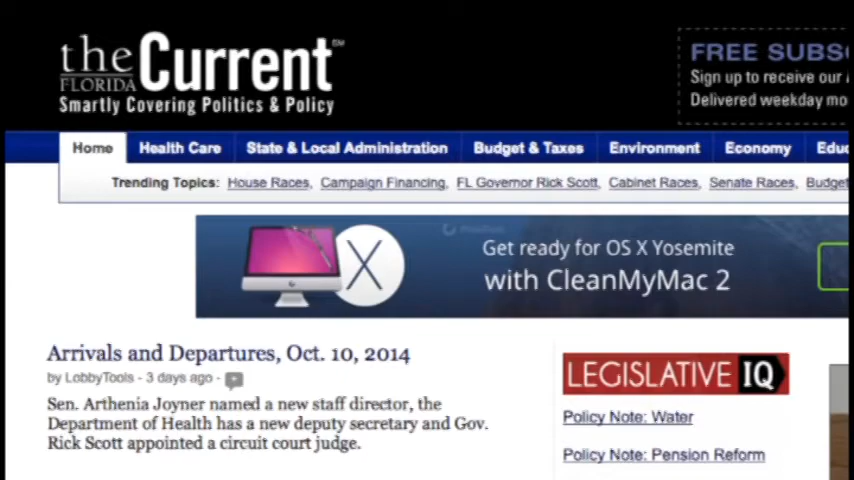 the Current
FLORIDA
Smartly Covering Politics & Policy
FREE SUBS
Sign up to receive our
Delivered weekday mo
Home Health Care State & Local Administration Budget & Taxes Environment Economy Educ
Trending Topics: House Races, Campaign Financing, FL Governor Rick Scott, Cabinet Races, Senate Races, Budget
X
Get ready for OS X Yosemite
with CleanMyMac 2
Arrivals and Departures, Oct. 10, 2014
by LobbyTools - 3 days ago -
Sen. Arthenia Joyner named a new staff director, the
Department of Health has a new deputy secretary and Gov.
Rick Scott appointed a circuit court judge.
LEGISLATIVE IQ
Policy Note: Water
Policy Note: Pension Reform